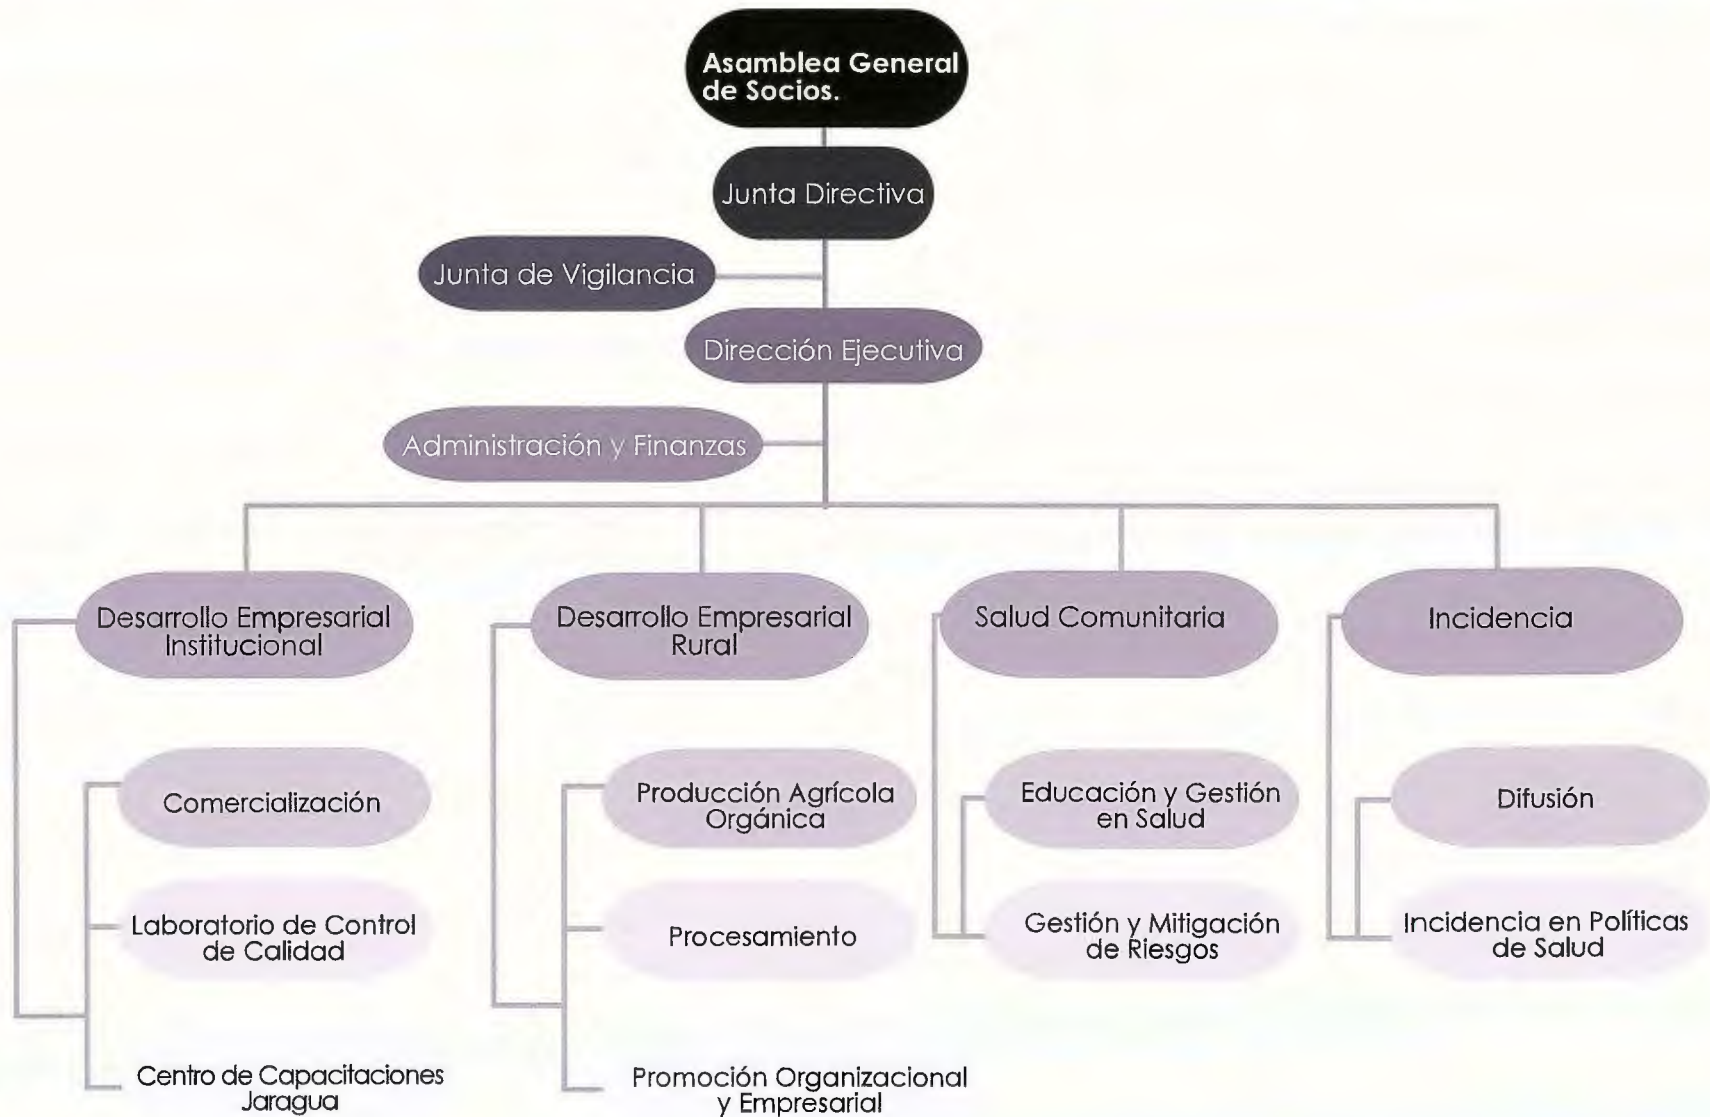 Asamblea General
de Socios.
Junta Directiva
Junta de Vigilancia
Dirección Ejecutiva
Administración y Finanzas
Desarrollo Empresarial
Institucional
Desarrollo Empresarial
Rural
Salud Comunitaria
Incidencia
Comercialización
Producción Agrícola
Orgánica
Educación y Gestión
en Salud
Difusión
Laboratorio de Control
de Calidad
Procesamiento
Gestión y Mitigación
de Riesgos
Incidencia en Políticas
de Salud
Centro de Capacitaciones
Jaragua
Promoción Organizacional
y Empresarial